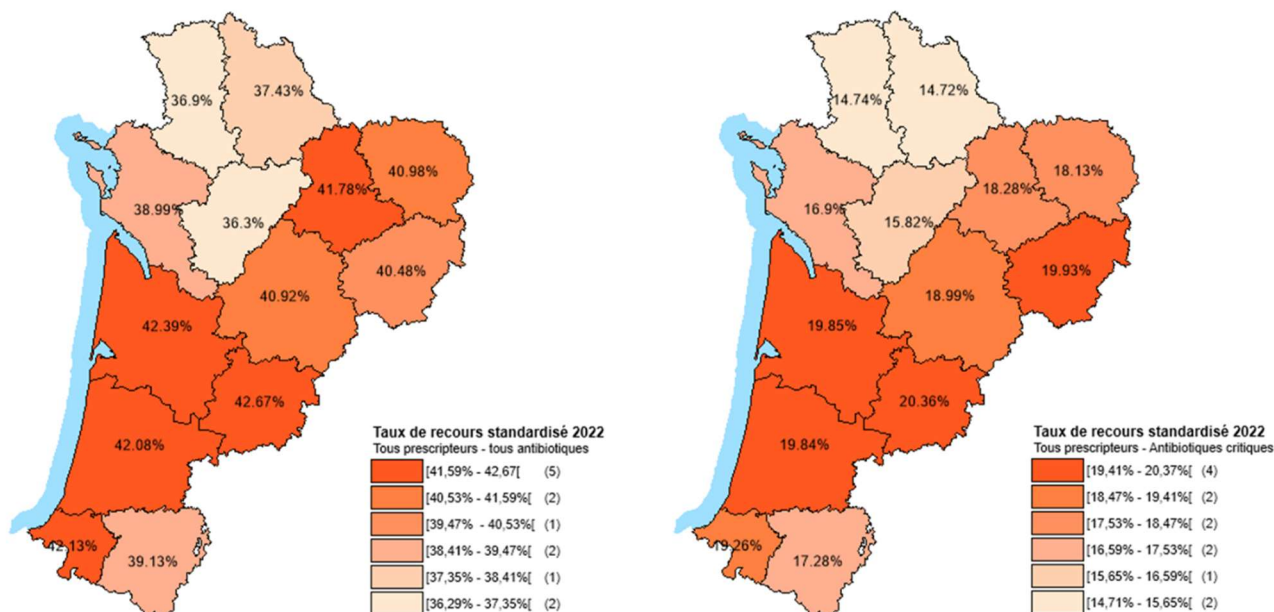 36.9%
37.43%
41.78%
40.98%
38.99%
36.3%
40.48%
40.92%
42.39%
42.67%
42.08%
42.13%
39.13%
Taux de recours standardisé 2022
Tous prescripteurs - tous antibiotiques
[41,59% - 42,67[ (5)
[40,53% - 41,59%[ (2)
[39,47% - 40,53%[ (1)
[38,41% - 39,47%[ (2)
[37,35% - 38,41%[ (1)
[36,29% - 37,35%[ (2)
14.74%
14.72%
18.28%
18.13%
16.9%
15.82%
19.93%
18.99%
19.85%
20.36%
19.84%
19.26%
17.28%
Taux de recours standardisé 2022
Tous prescripteurs - Antibiotiques critiques
[19,41% - 20,37%[ (4)
[18,47% - 19,41%[ (2)
[17,53% - 18,47%[ (2)
[16,59% - 17,53%[ (2)
[15,65% - 16,59%[ (1)
[14,71% - 15,65%[ (2)